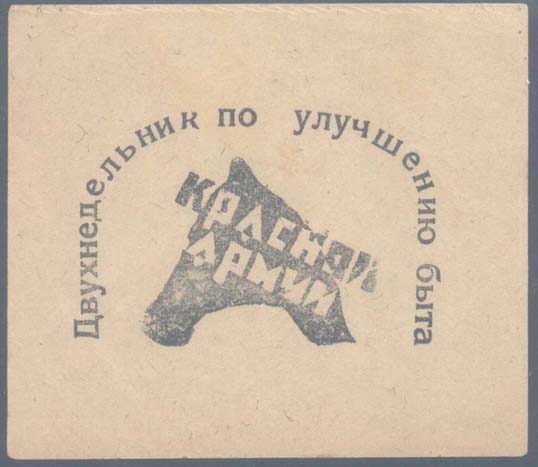 Двухнедельник по улучшению быта
КРАСНОЙ
АРМИИ